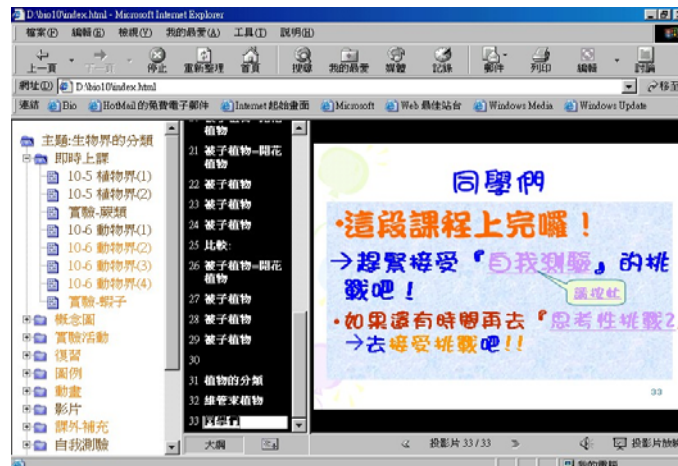 D:\bio10\index.html - Microsoft Internet Explorer
檔案(F) 編輯(E) 檢視(V) 我的最愛(A) 工具(T) 說明(H)
上一頁 下一頁 停止 重新整理 首頁 搜尋 我的最愛 媒體 記錄 郵件 列印 編輯 討論
網址(D) D:\bio10\index.html 移至
連結 Bio HotMail 的免費電子郵件 Internet 起始畫面 Microsoft Web 最佳站台 Windows Media Windows Update
主題:生物界的分類
即時上課
10-5 植物界(1)
10-5 植物界(2)
實驗-蕨類
10-6 動物界(1)
10-6 動物界(2)
10-6 動物界(3)
10-6 動物界(4)
實驗-蝦子
概念圖
實驗活動
復習
圖例
動畫
影片
課外補充
自我測驗
植物
21 被子植物-開花植物
22 被子植物
23 被子植物
24 被子植物
25 比較:
26 被子植物-開花植物
27 被子植物
28 被子植物
29 被子植物
30
31 植物的分類
32 維管束植物
33 同學們
大綱
同學們
•這段課程上完囉！
→趕緊接受『自我測驗』的挑
戰吧！
•如果還有時間再去『思考性挑戰2
→去接受挑戰吧!!
33
投影片 33 / 33